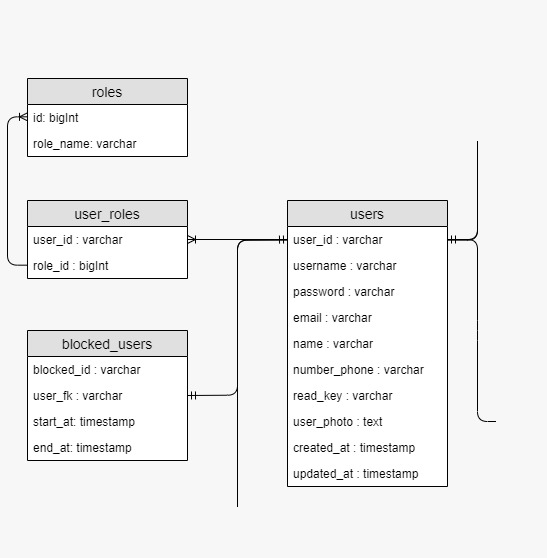 roles
id: bigInt
role_name: varchar
user_roles
user_id : varchar
role_id : bigInt
blocked_users
blocked_id : varchar
user_fk : varchar
start_at: timestamp
end_at: timestamp
users
user_id : varchar
username : varchar
password : varchar
email : varchar
name : varchar
number_phone : varchar
read_key : varchar
user_photo : text
created_at : timestamp
updated_at : timestamp